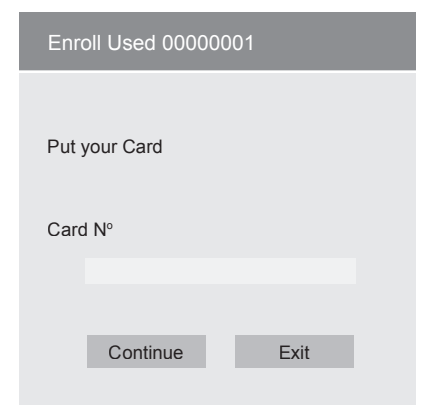 Enroll Used 00000001
Put your Card
Card Nº
Continue Exit